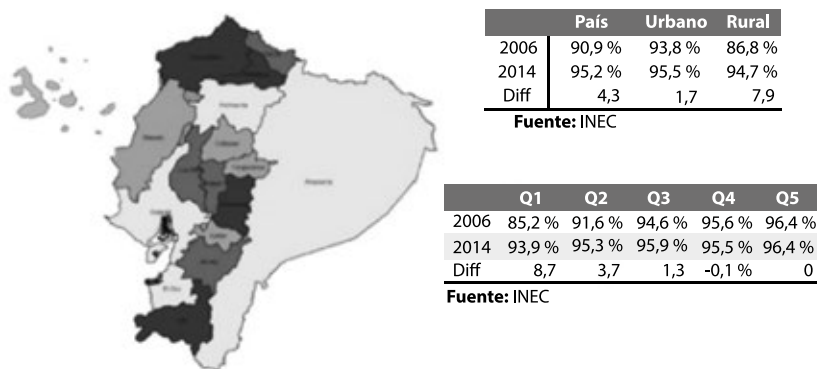 País Urbano Rural
2006 90,9 % 93,8 % 86,8 %
2014 95,2 % 95,5 % 94,7 %
Diff 4,3 1,7 7,9
Fuente: INEC
Q1 Q2 Q3 Q4 Q5
2006 85,2 % 91,6 % 94,6 % 95,6 % 96,4 %
2014 93,9 % 95,3 % 95,9 % 95,5 % 96,4 %
Diff 8,7 3,7 1,3 -0,1 % 0
Fuente: INEC